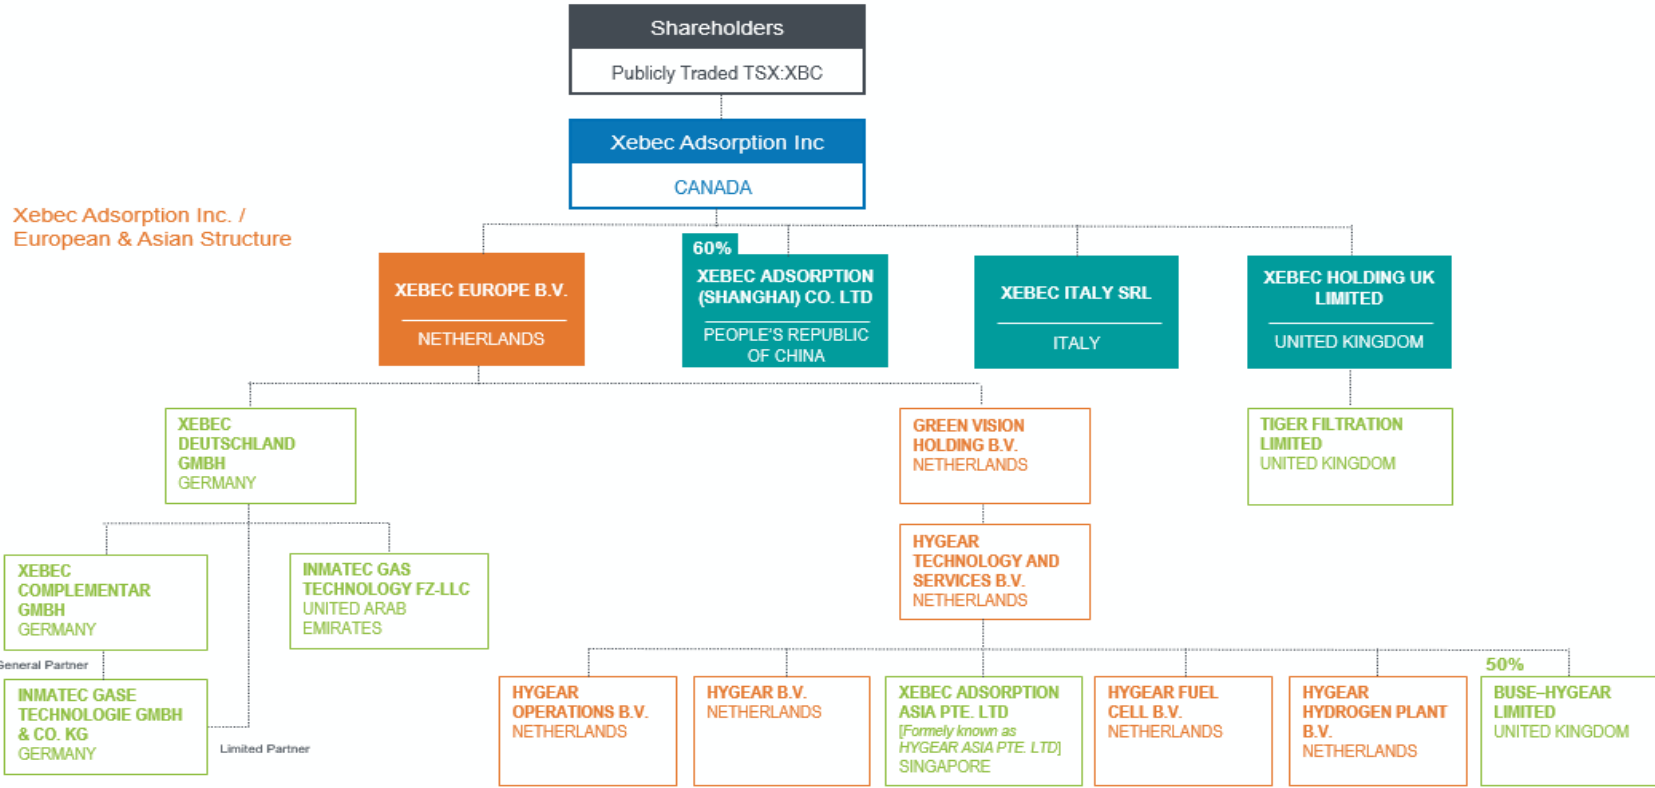 Shareholders
Publicly Traded TSX:XBC
Xebec Adsorption Inc
CANADA
Xebec Adsorption Inc. /
European & Asian Structure
XEBEC EUROPE B.V.
NETHERLANDS
60%
XEBEC ADSORPTION
(SHANGHAI) CO. LTD
PEOPLE'S REPUBLIC
OF CHINA
XEBEC ITALY SRL
ITALY
XEBEC HOLDING UK
LIMITED
UNITED KINGDOM
XEBEC
DEUTSCHLAND
GMBH
GERMANY
GREEN VISION
HOLDING B.V.
NETHERLANDS
TIGER FILTRATION
LIMITED
UNITED KINGDOM
HYGEAR
TECHNOLOGY AND
SERVICES B.V.
NETHERLANDS
XEBEC
COMPLEMENTAR
GMBH
GERMANY
INMATEC GAS
TECHNOLOGY FZ-LLC
UNITED ARAB
EMIRATES
General Partner
INMATEC GASE
TECHNOLOGIE GMBH
& CO. KG
GERMANY
Limited Partner
HYGEAR
OPERATIONS B.V.
NETHERLANDS
HYGEAR B.V.
NETHERLANDS
XEBEC ADSORPTION
ASIA PTE. LTD
[Formely known as
HYGEAR ASIA PTE. LTD]
SINGAPORE
HYGEAR FUEL
CELL B.V.
NETHERLANDS
HYGEAR
HYDROGEN PLANT
B.V.
NETHERLANDS
50%
BUSE–HYGEAR
LIMITED
UNITED KINGDOM